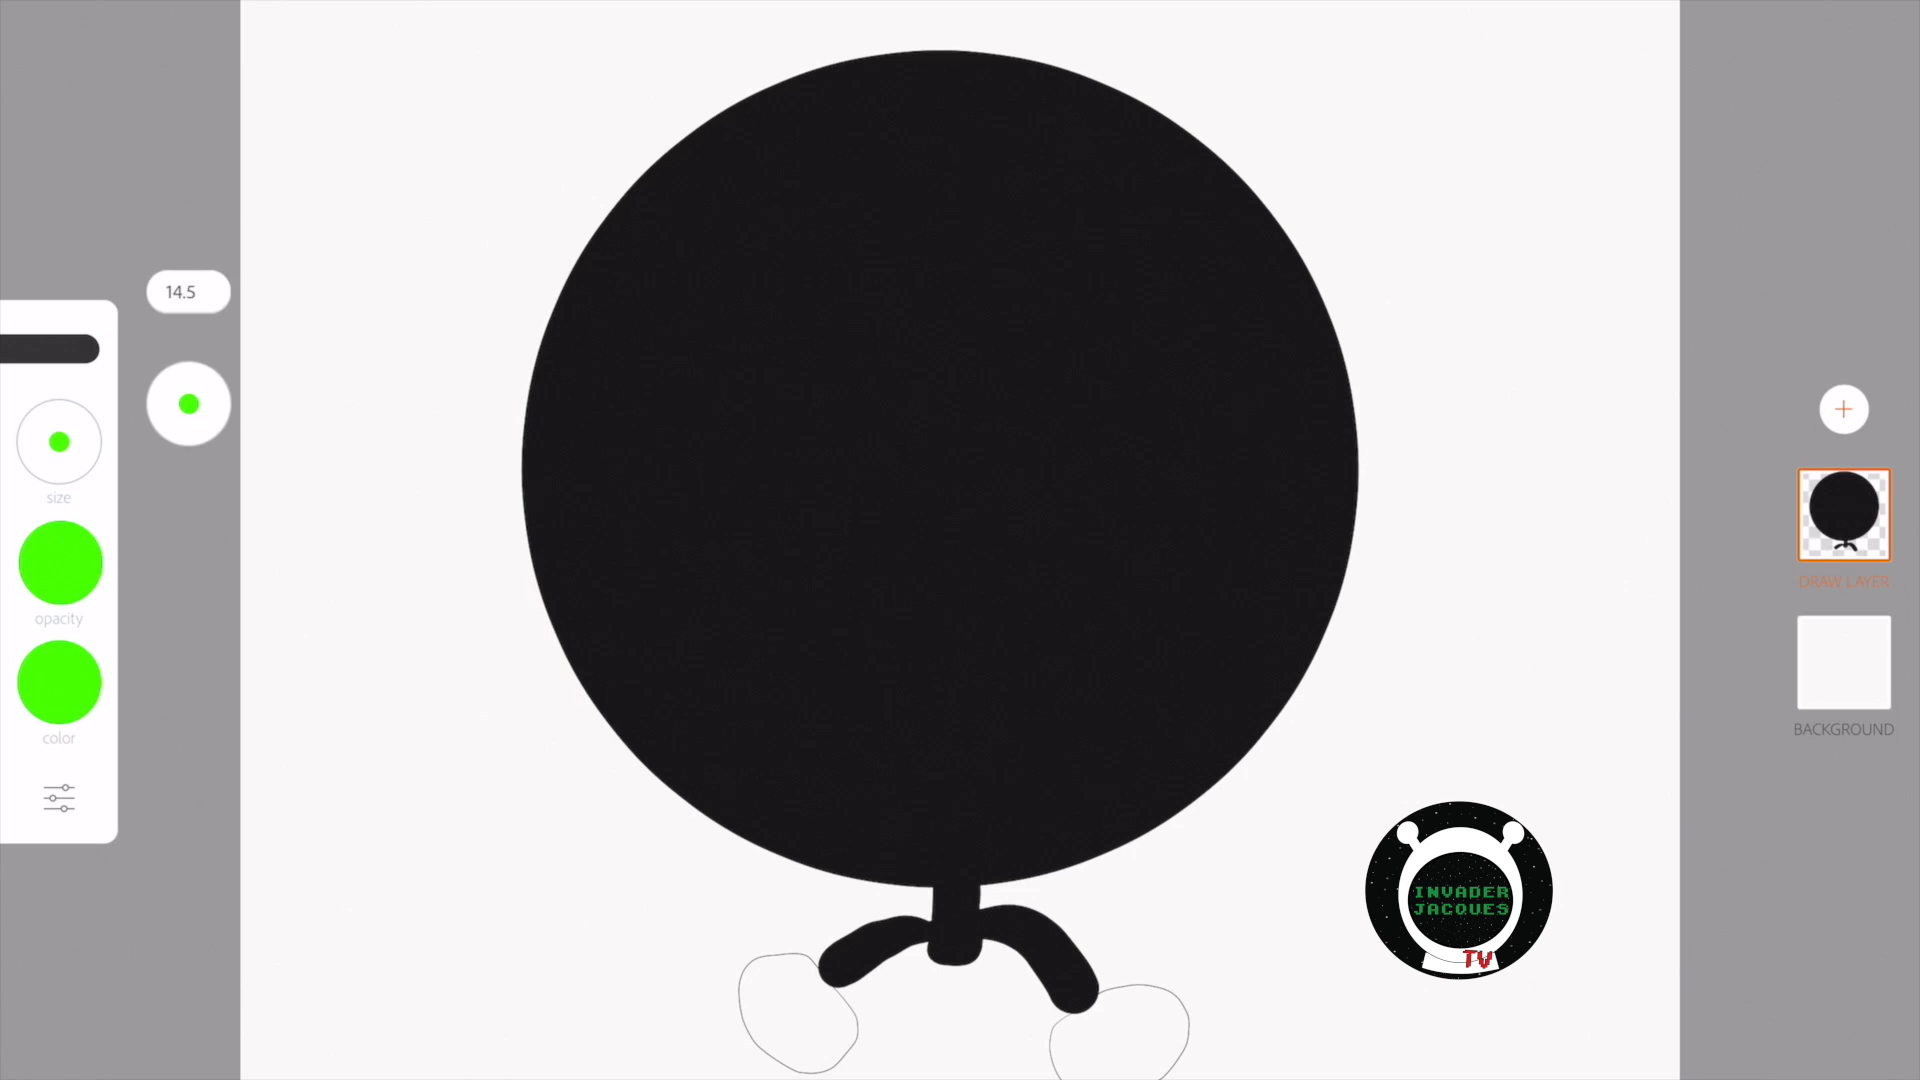 14.5
size
opacity
color
DRAW LAYER
BACKGROUND
INVADER
JACQUES
TV